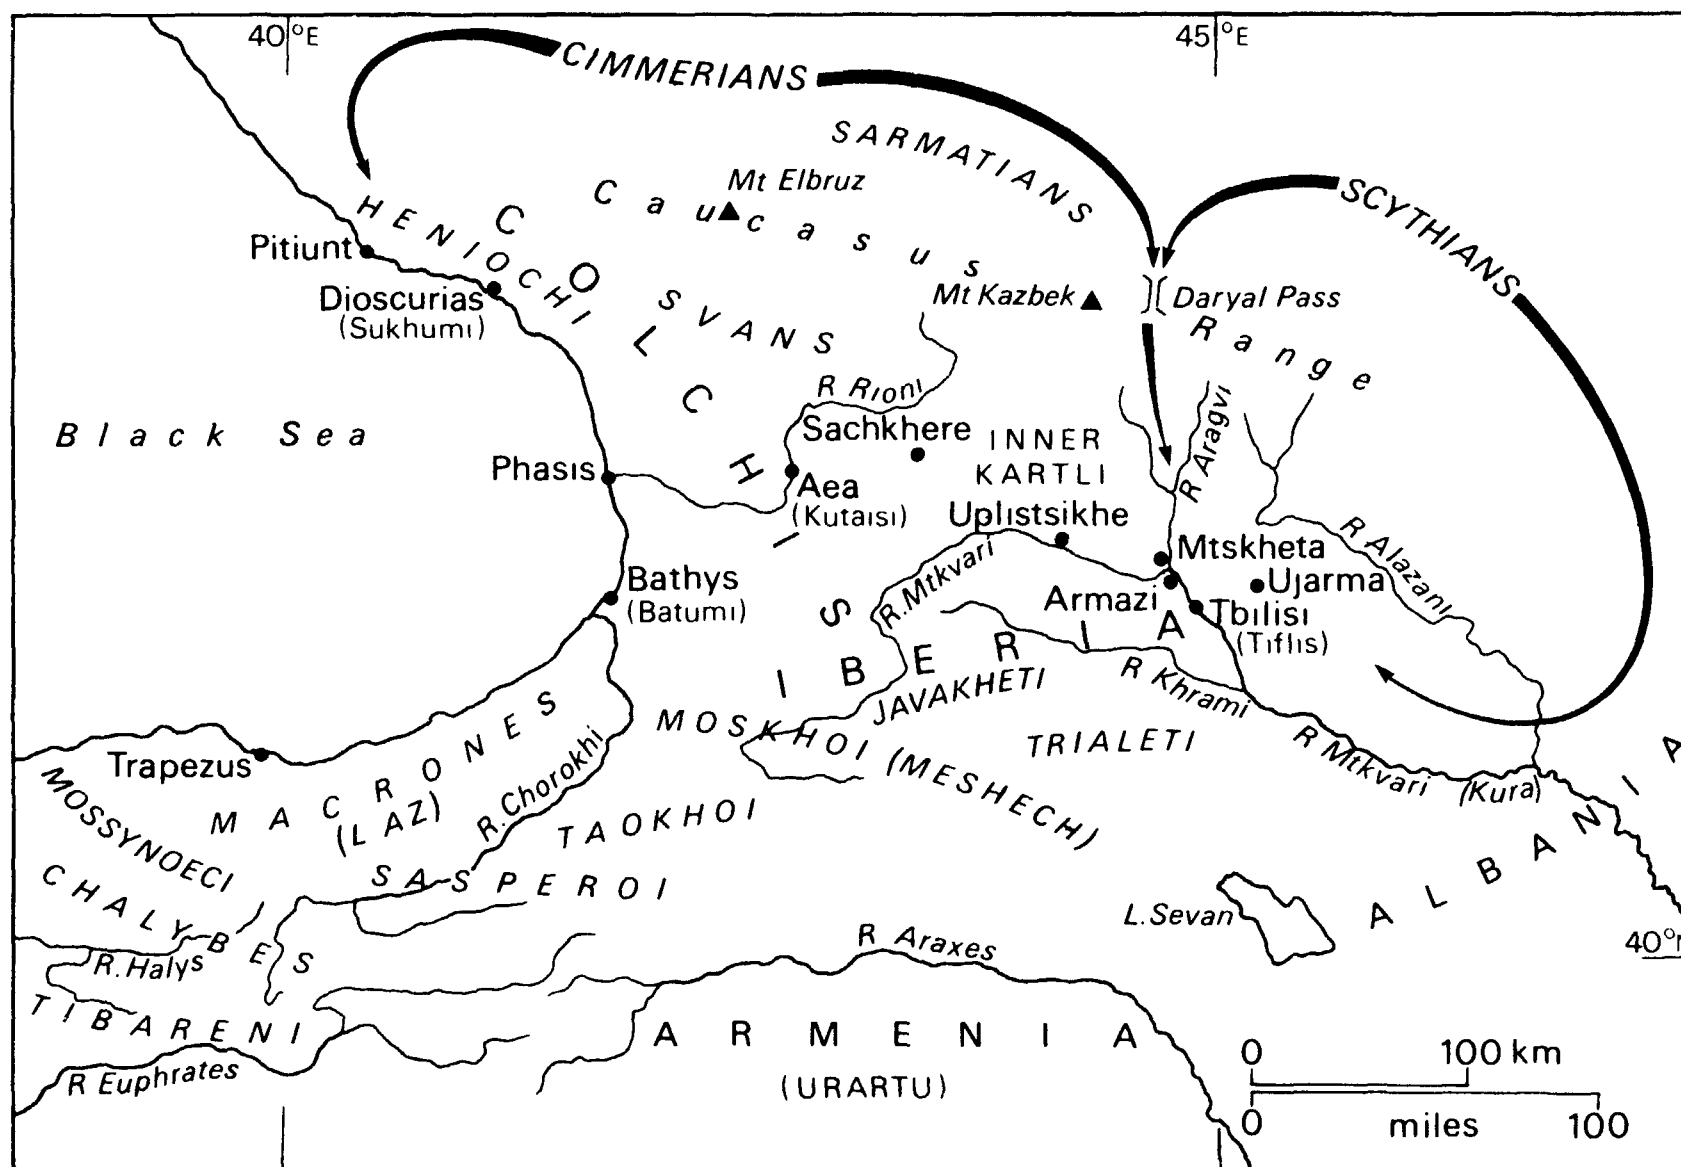 40°E
45°E
CIMMERIANS
SARMATIANS
SCYTHIANS
Mt Elbruz
Caucasus
Range
HENIOCHI
COLCHIS
Pitiunt
Dioscurias
(Sukhumi)
SVANS
Mt Kazbek
Daryal Pass
R Rioni
Sachkhere
INNER
KARTLI
R Aragvi
Black Sea
Phasis
Aea
(Kutaisi)
Uplistsikhe
Mtskheta
R Alazani
Ujarma
Bathys
(Batumi)
R. Mtkvari
Armazi
Tbilisi
(Tiflis)
IBERIA
JAVAKHETI
R Khrami
MOSKHOI (MESHECH)
TRIALETI
R Mtkvari (Kura)
Trapezus
MACRONES
(LAZ)
R. Chorokhi
MOSSYNOECI
TAOKHOI
SASPEROI
CHALYBES
ALBANIA
L. Sevan
40°N
R. Halys
R Araxes
TIBARENI
ARMENIA
(URARTU)
R Euphrates
0 100 km
0 miles 100